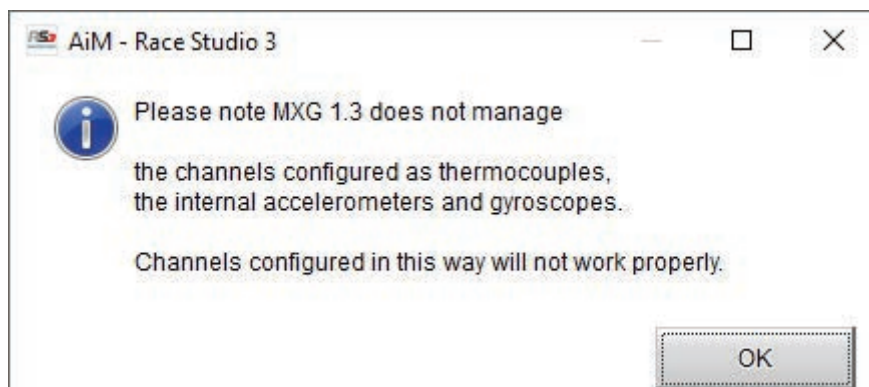 RS3 AiM - Race Studio 3
Please note MXG 1.3 does not manage
the channels configured as thermocouples,
the internal accelerometers and gyroscopes.
Channels configured in this way will not work properly.
OK